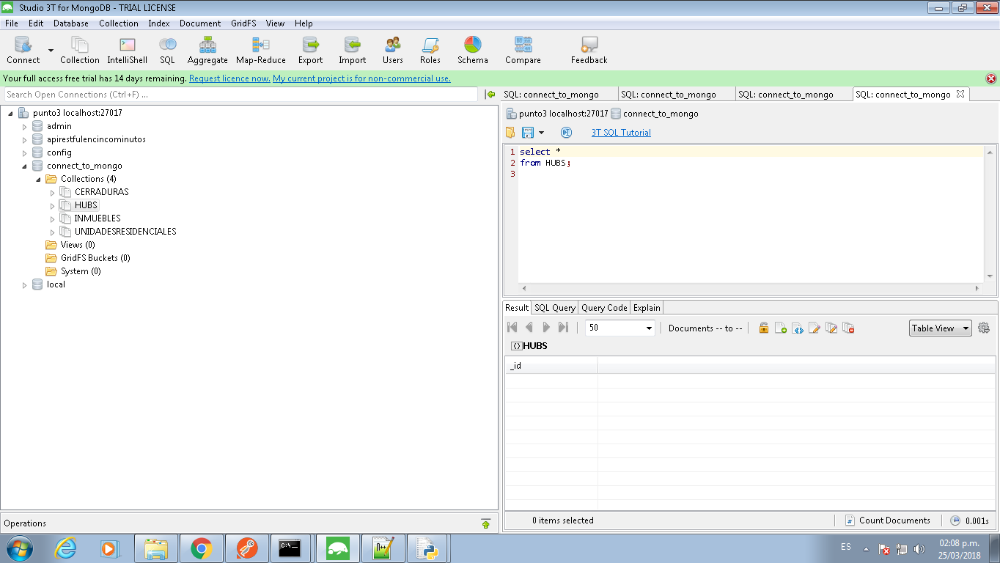 Studio 3T for MongoDB - TRIAL LICENSE
File Edit Database Collection Index Document GridFS View Help
Connect Collection IntelliShell SQL Aggregate Map-Reduce Export Import Users Roles Schema Compare Feedback
Your full access free trial has 14 days remaining. Request licence now. My current project is for non-commercial use.
Search Open Connections (Ctrl+F) ...
punto3 localhost:27017
admin
apirestfulencincominutos
config
connect_to_mongo
Collections (4)
CERRADURAS
HUBS
INMUEBLES
UNIDADESRESIDENCIALES
Views (0)
GridFS Buckets (0)
System (0)
local
Operations
SQL: connect_to_mongo SQL: connect_to_mongo SQL: connect_to_mongo SQL: connect_to_mongo
punto3 localhost:27017 connect_to_mongo
3T SQL Tutorial
1 select *
2 from HUBS;
3
Result SQL Query Query Code Explain
50 Documents -- to -- Table View
HUBS
_id
0 items selected Count Documents 0.001s
ES 02:08 p.m.
25/03/2018